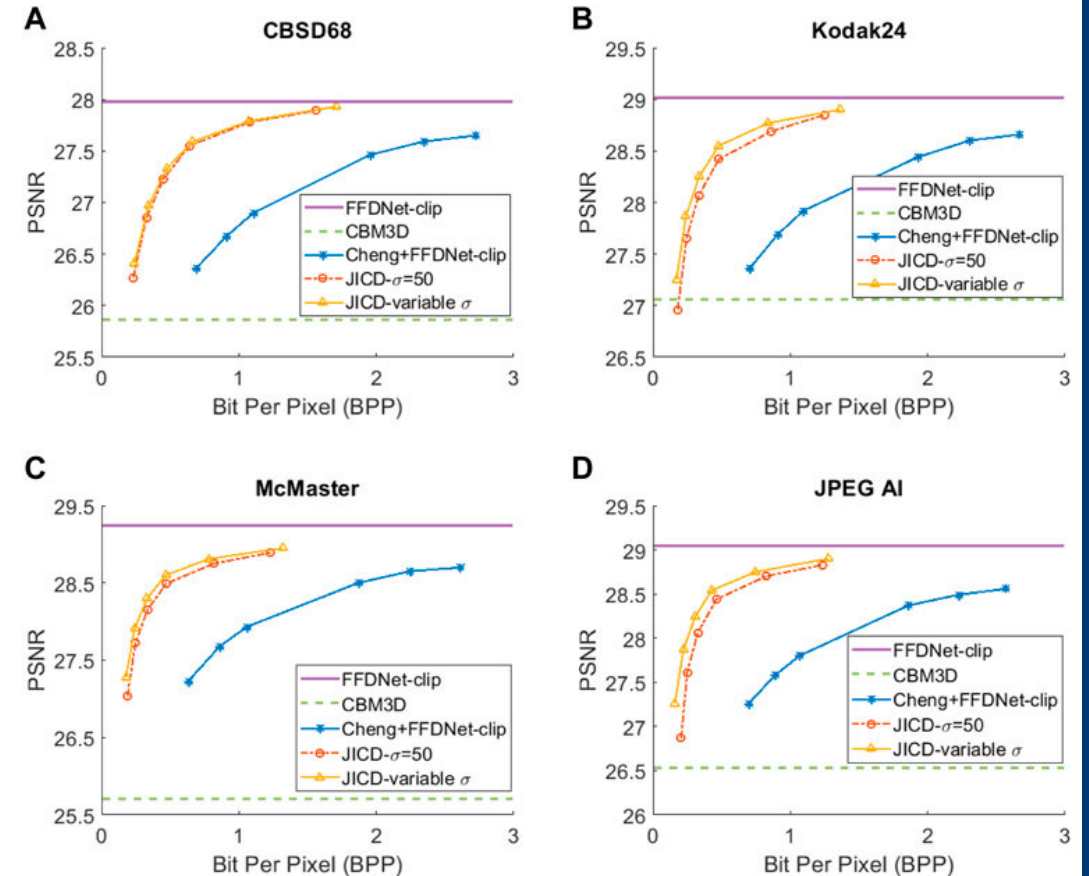 A
CBSD68
28.5
28
27.5
27
26.5
26
25.5
PSNR
FFDNet-clip
CBM3D
Cheng+FFDNet-clip
JICD-σ=50
JICD-variable σ
0 1 2 3
Bit Per Pixel (BPP)
B
Kodak24
29.5
29
28.5
28
27.5
27
26.5
PSNR
FFDNet-clip
CBM3D
Cheng+FFDNet-clip
JICD-σ=50
JICD-variable σ
0 1 2 3
Bit Per Pixel (BPP)
C
McMaster
29.5
28.5
27.5
26.5
25.5
PSNR
FFDNet-clip
CBM3D
Cheng+FFDNet-clip
JICD-σ=50
JICD-variable σ
0 1 2 3
Bit Per Pixel (BPP)
D
JPEG AI
29.5
29
28.5
28
27.5
27
26.5
26
PSNR
FFDNet-clip
CBM3D
Cheng+FFDNet-clip
JICD-σ=50
JICD-variable σ
0 1 2 3
Bit Per Pixel (BPP)